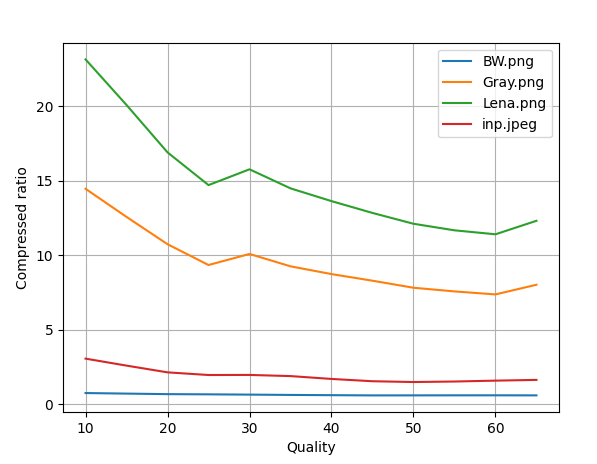 BW.png
Gray.png
Lena.png
inp.jpeg
Compressed ratio
20
15
10
5
0
10 20 30 40 50 60
Quality